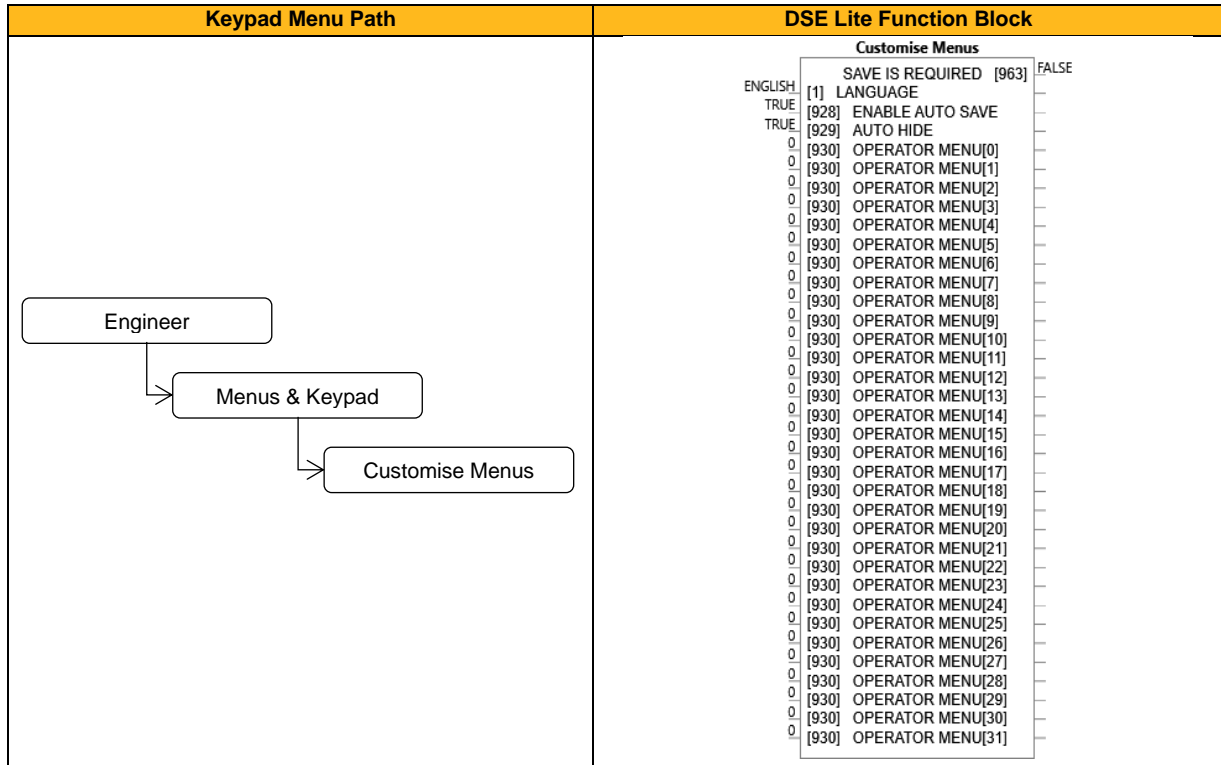 Keypad Menu Path
DSE Lite Function Block
Engineer
Menus & Keypad
Customise Menus
Customise Menus
SAVE IS REQUIRED [963] FALSE
ENGLISH [1] LANGUAGE
TRUE [928] ENABLE AUTO SAVE
TRUE [929] AUTO HIDE
0 [930] OPERATOR MENU[0]
0 [930] OPERATOR MENU[1]
0 [930] OPERATOR MENU[2]
0 [930] OPERATOR MENU[3]
0 [930] OPERATOR MENU[4]
0 [930] OPERATOR MENU[5]
0 [930] OPERATOR MENU[6]
0 [930] OPERATOR MENU[7]
0 [930] OPERATOR MENU[8]
0 [930] OPERATOR MENU[9]
0 [930] OPERATOR MENU[10]
0 [930] OPERATOR MENU[11]
0 [930] OPERATOR MENU[12]
0 [930] OPERATOR MENU[13]
0 [930] OPERATOR MENU[14]
0 [930] OPERATOR MENU[15]
0 [930] OPERATOR MENU[16]
0 [930] OPERATOR MENU[17]
0 [930] OPERATOR MENU[18]
0 [930] OPERATOR MENU[19]
0 [930] OPERATOR MENU[20]
0 [930] OPERATOR MENU[21]
0 [930] OPERATOR MENU[22]
0 [930] OPERATOR MENU[23]
0 [930] OPERATOR MENU[24]
0 [930] OPERATOR MENU[25]
0 [930] OPERATOR MENU[26]
0 [930] OPERATOR MENU[27]
0 [930] OPERATOR MENU[28]
0 [930] OPERATOR MENU[29]
0 [930] OPERATOR MENU[30]
0 [930] OPERATOR MENU[31]